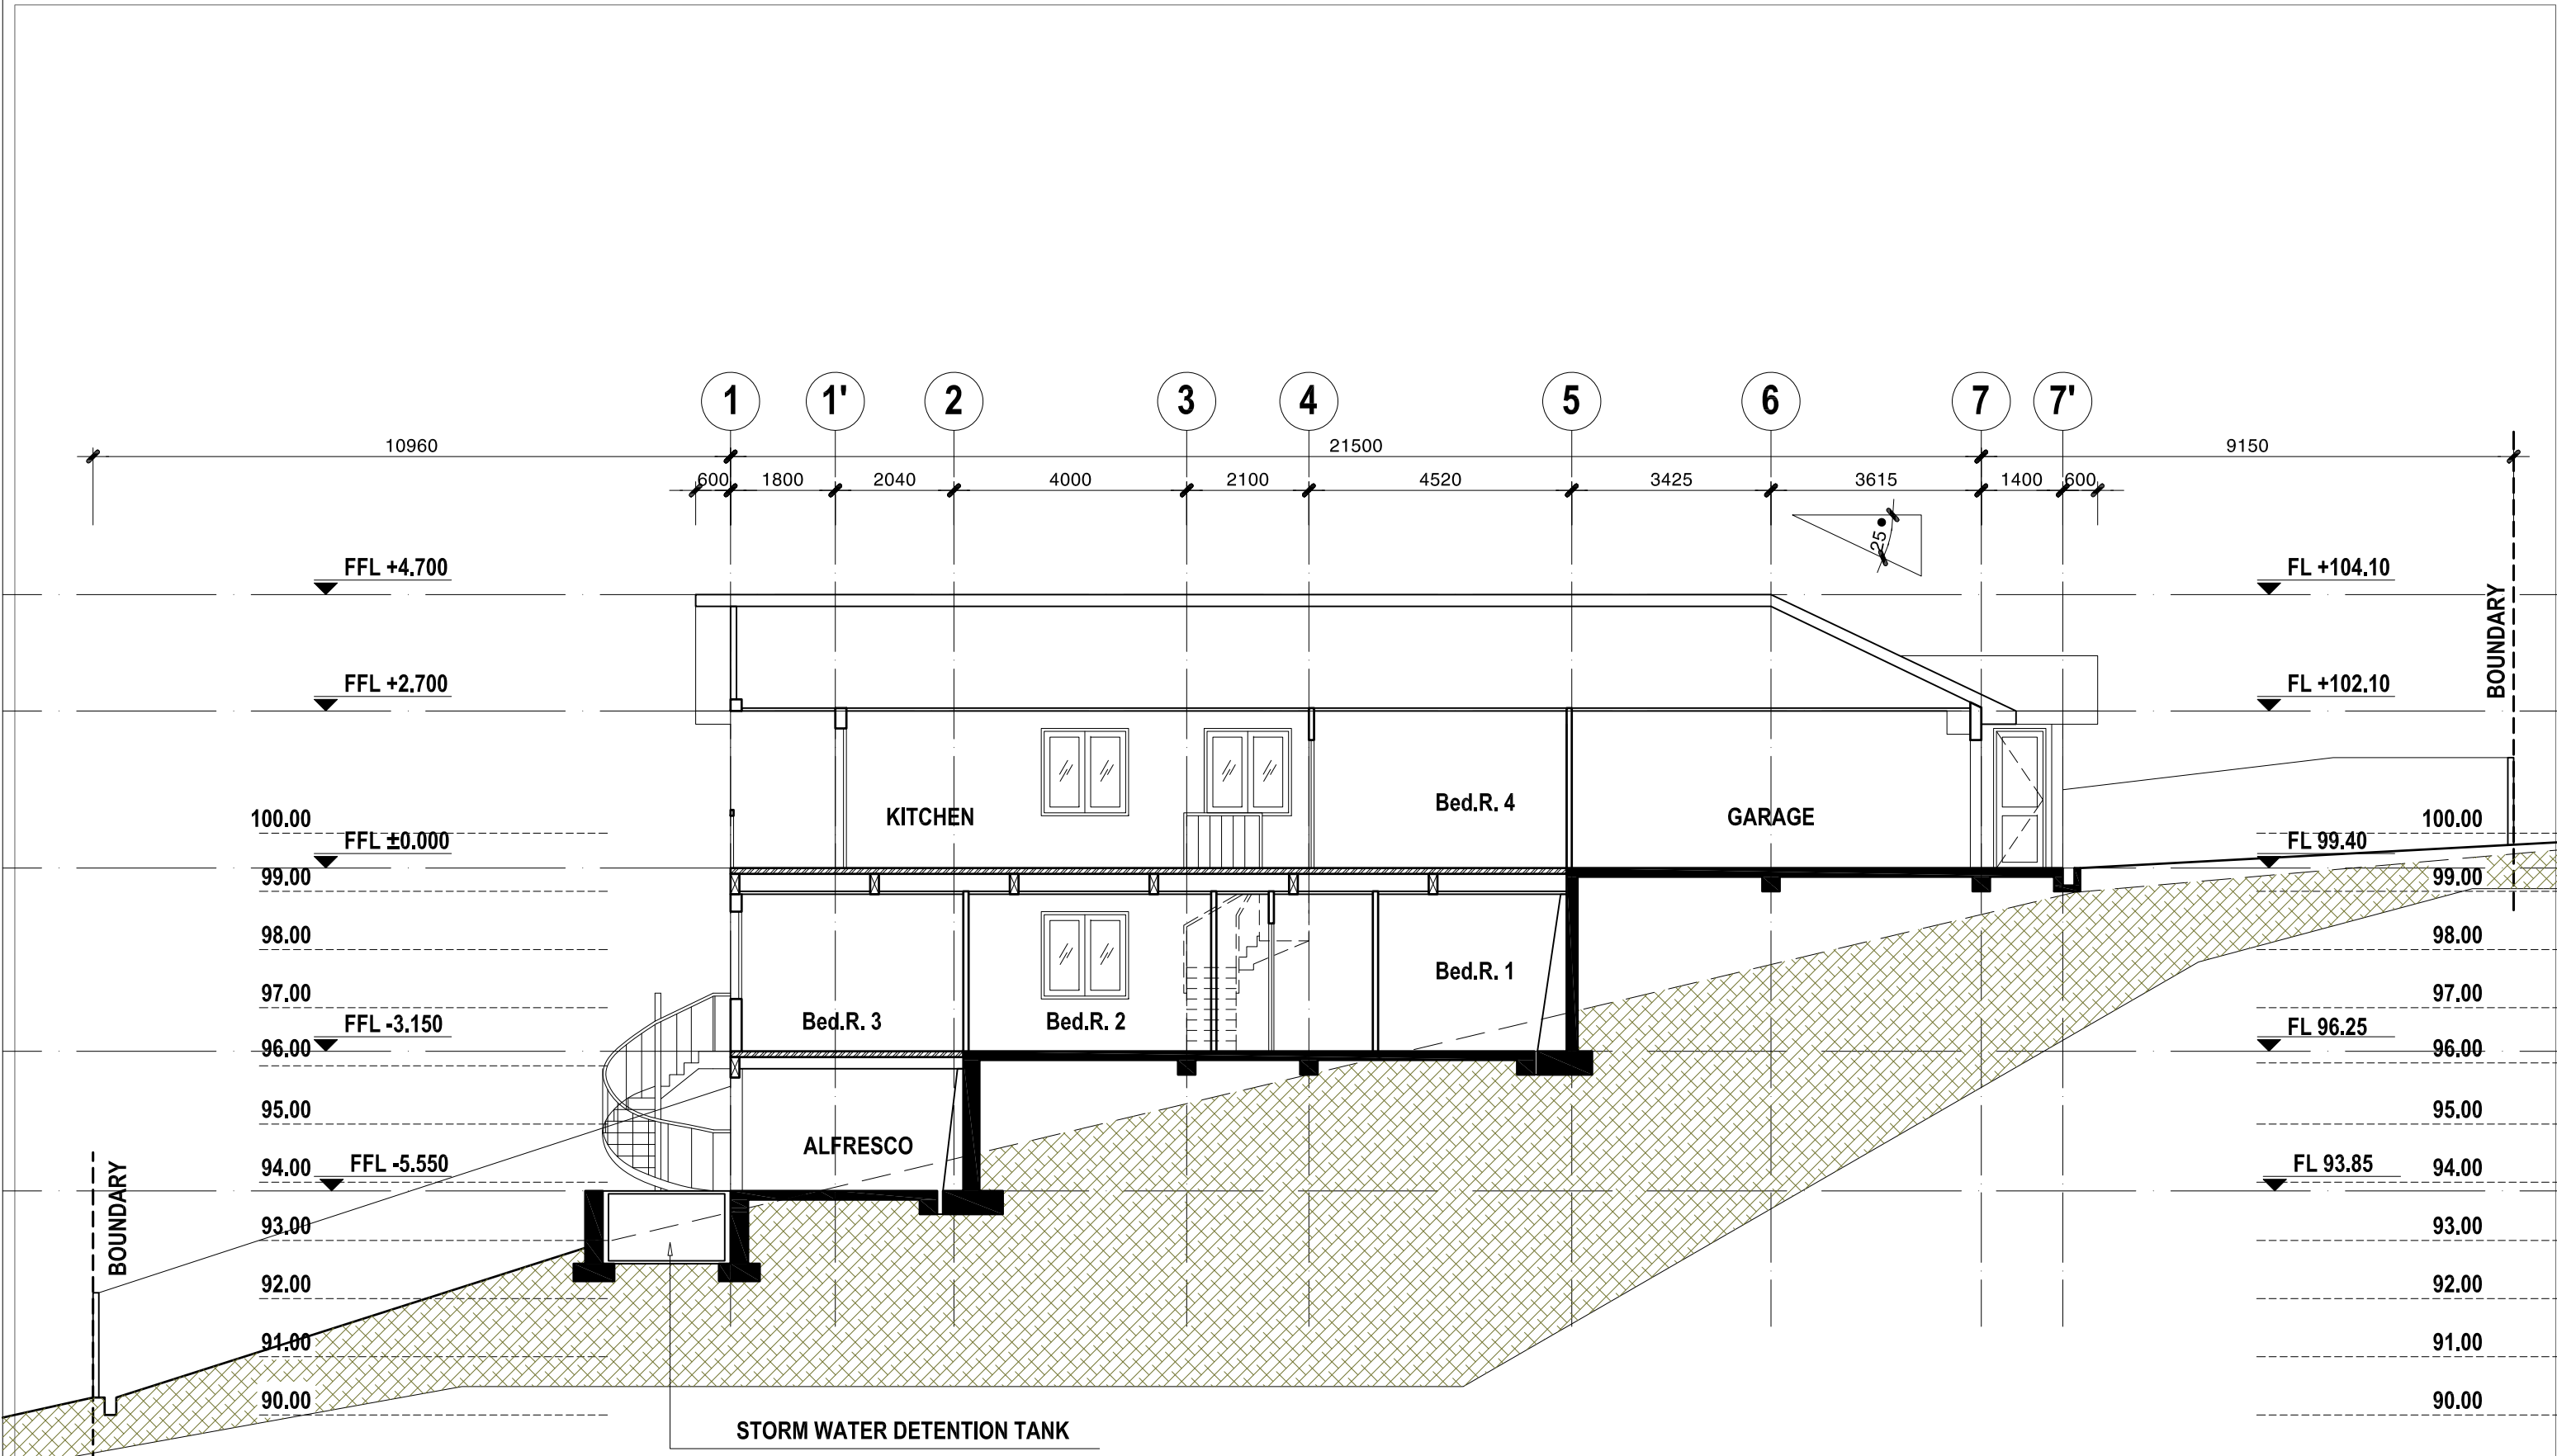 1 1' 2 3 4 5 6 7 7'
10960 21500 9150
600 1800 2040 4000 2100 4520 3425 3615 1400 600
25°
FFL +4.700 FL +104.10
BOUNDARY
FFL +2.700 FL +102.10
KITCHEN Bed.R. 4 GARAGE
100.00 100.00
FFL ±0.000 FL 99.40
99.00 99.00
98.00 98.00
Bed.R. 1
97.00 97.00
FFL -3.150 Bed.R. 3 Bed.R. 2 FL 96.25
96.00 96.00
95.00 95.00
ALFRESCO
94.00 FFL -5.550 FL 93.85 94.00
BOUNDARY
93.00 93.00
92.00 92.00
91.00 91.00
90.00 90.00
STORM WATER DETENTION TANK